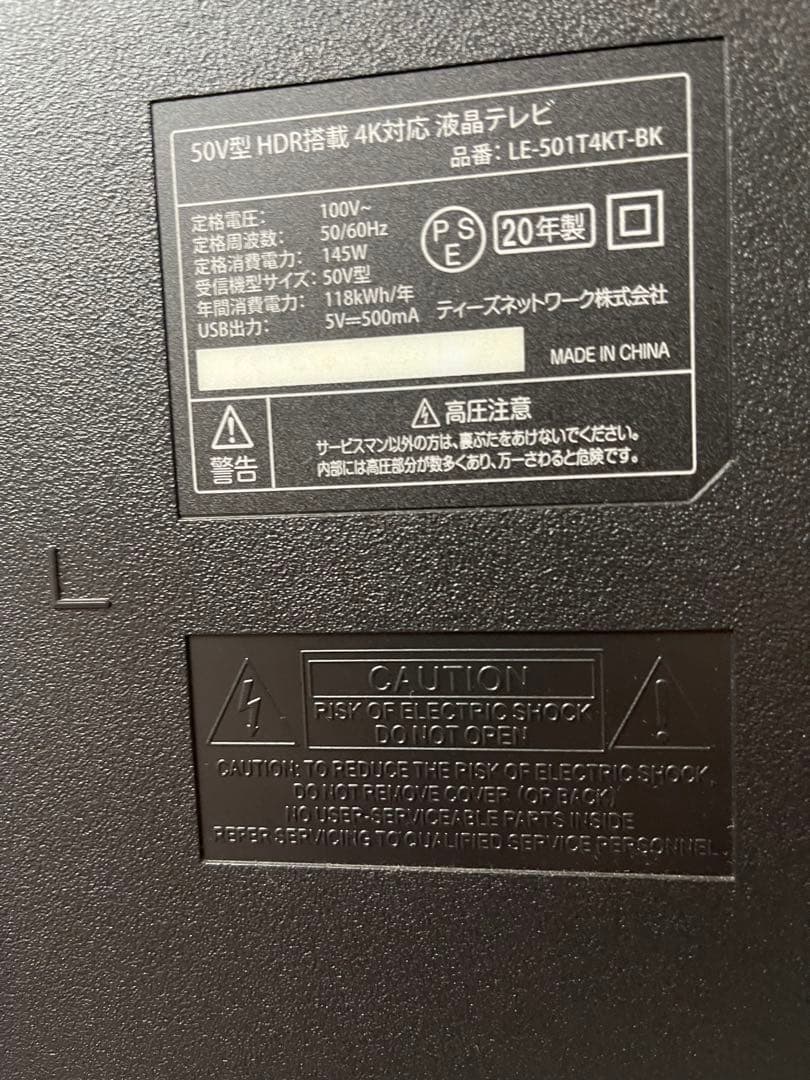 50V型 HDR搭載 4K対応 液晶テレビ
品番: LE-501T4KT-BK
定格電圧: 100V~
定格周波数: 50/60Hz
定格消費電力: 145W
受信機型サイズ: 50V型
年間消費電力: 118kWh/年
USB出力: 5V⎓500mA
PSE
20年製
ティーズネットワーク株式会社
MADE IN CHINA
警告
高圧注意
サービスマン以外の方は、裏ぶたをあけないでください。
内部には高圧部分が数多くあり、万一さわると危険です。
CAUTION
RISK OF ELECTRIC SHOCK
DO NOT OPEN
CAUTION: TO REDUCE THE RISK OF ELECTRIC SHOCK,
DO NOT REMOVE COVER (OR BACK)
NO USER-SERVICEABLE PARTS INSIDE
REFER SERVICING TO QUALIFIED SERVICE PERSONNEL.